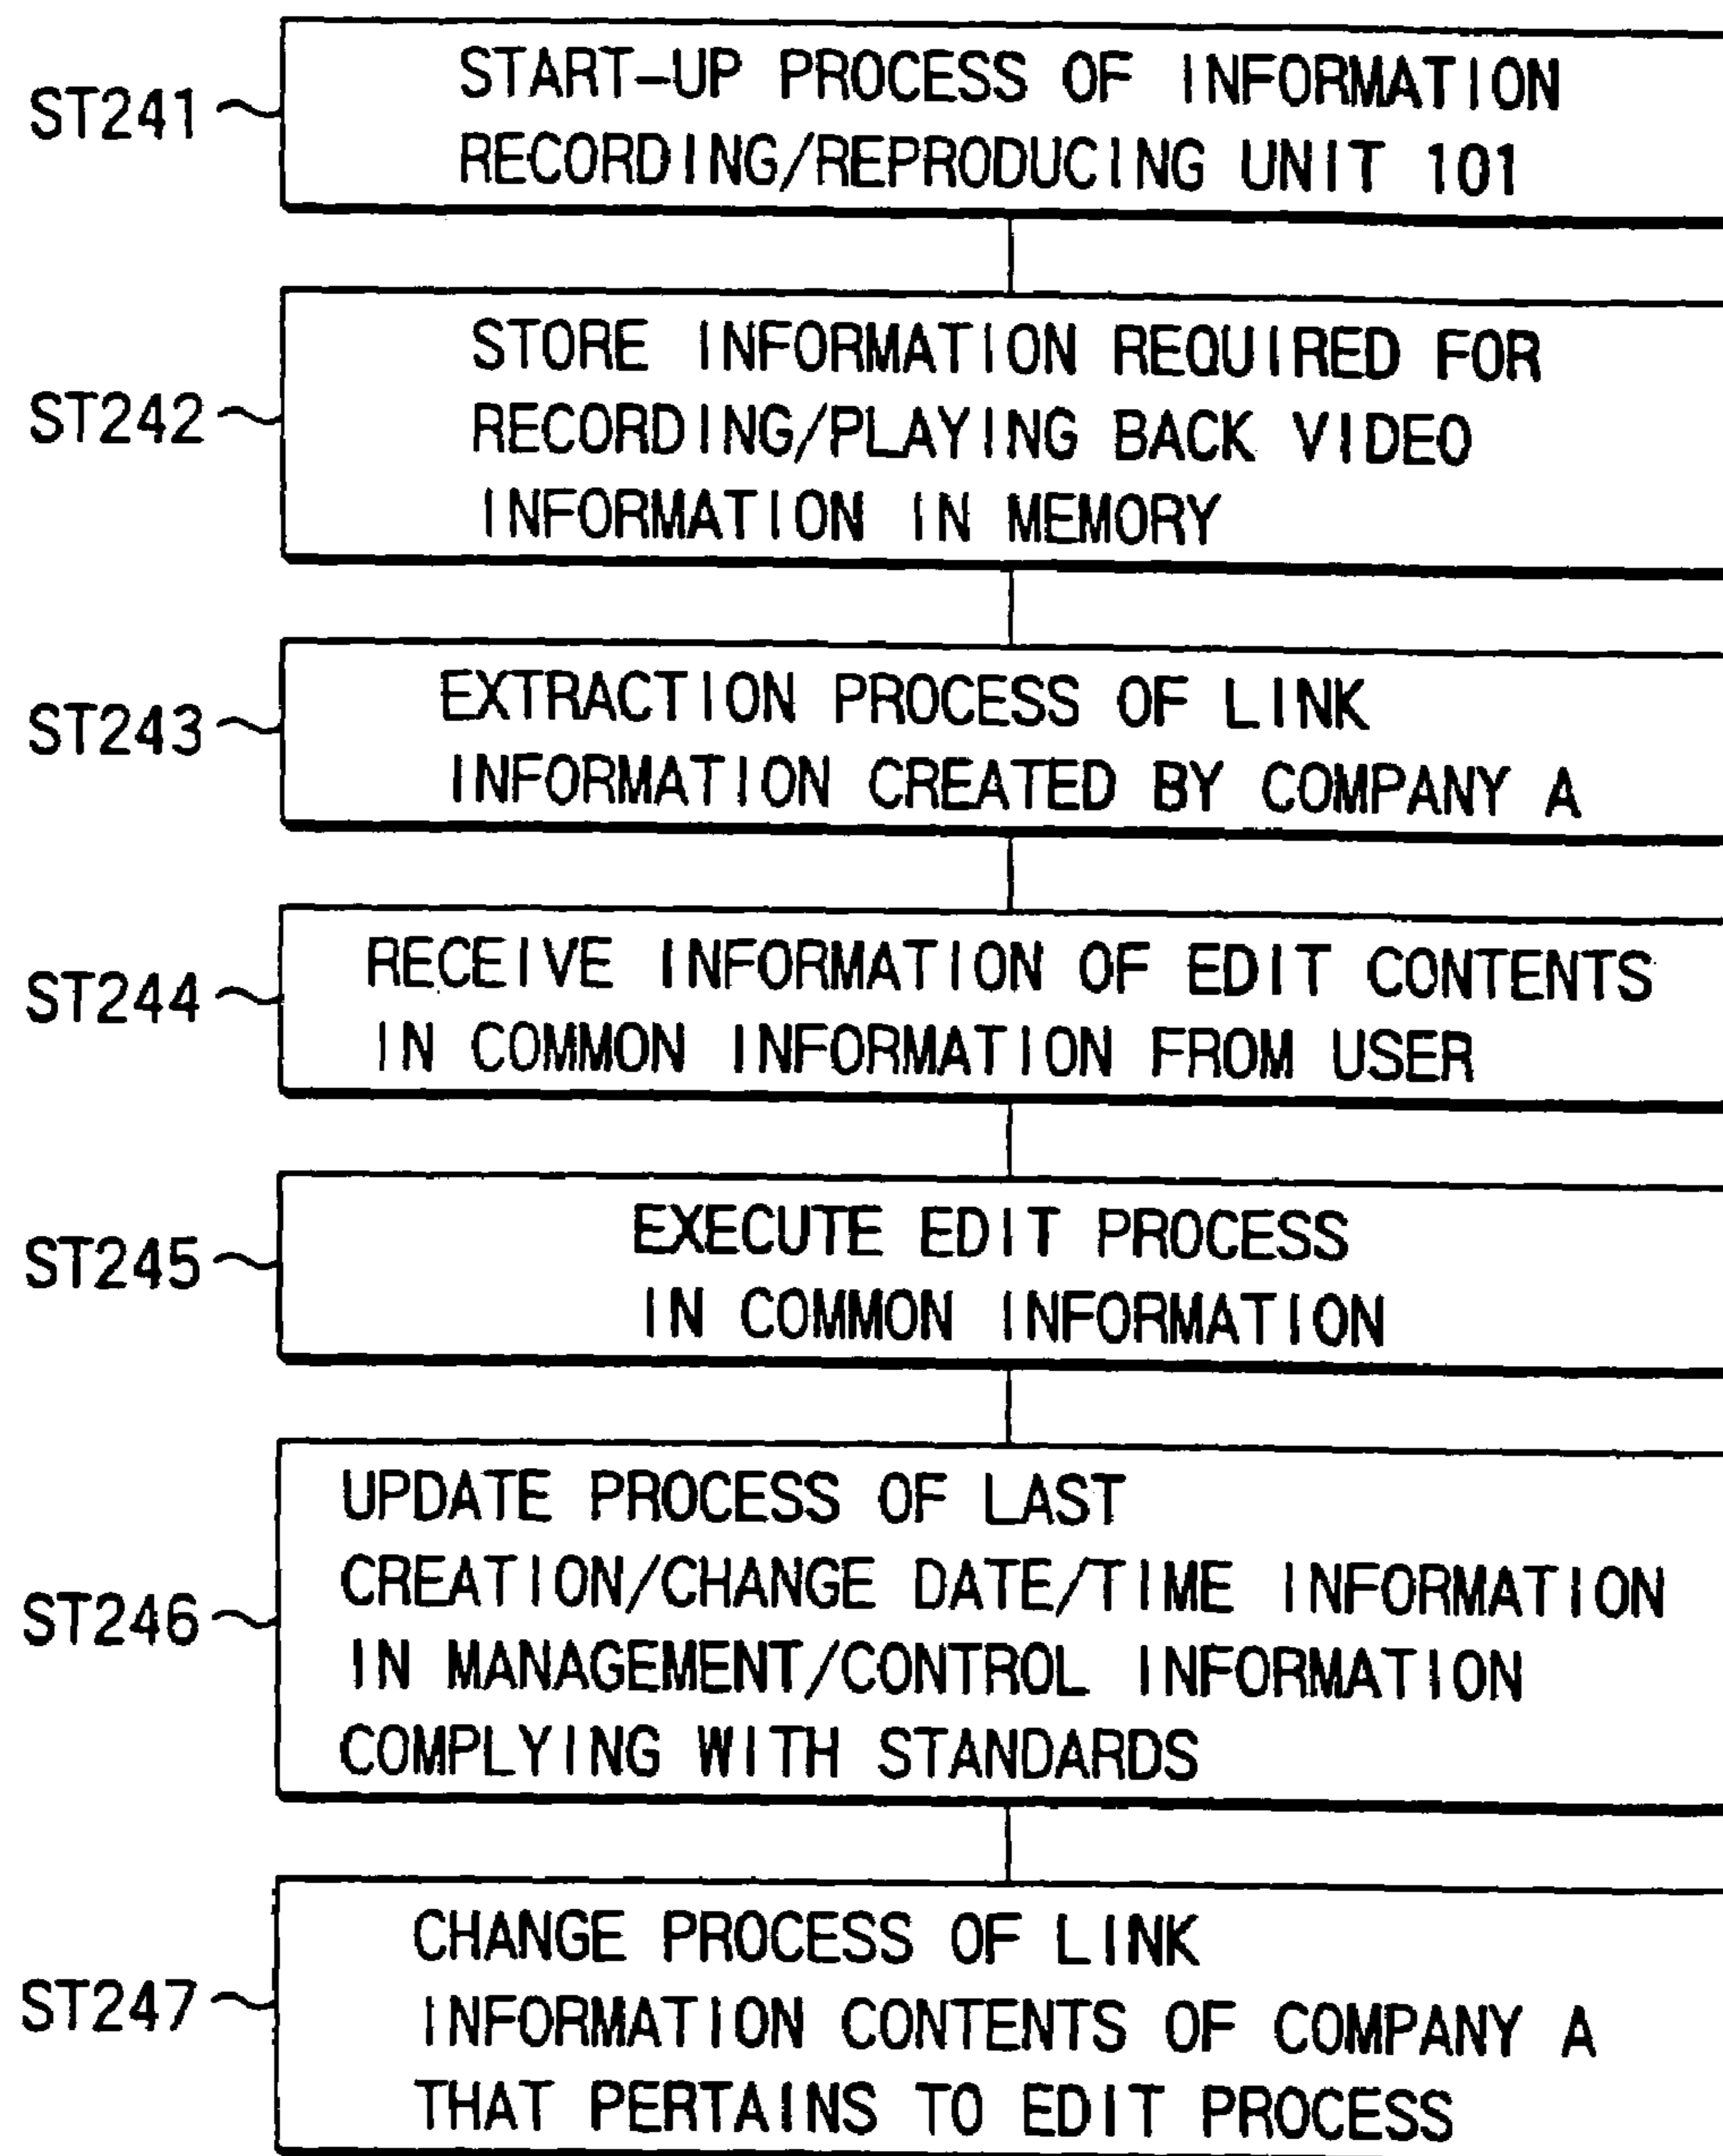 ST241
START-UP PROCESS OF INFORMATION
RECORDING/REPRODUCING UNIT 101
ST242
STORE INFORMATION REQUIRED FOR
RECORDING/PLAYING BACK VIDEO
INFORMATION IN MEMORY
ST243
EXTRACTION PROCESS OF LINK
INFORMATION CREATED BY COMPANY A
ST244
RECEIVE INFORMATION OF EDIT CONTENTS
IN COMMON INFORMATION FROM USER
ST245
EXECUTE EDIT PROCESS
IN COMMON INFORMATION
ST246
UPDATE PROCESS OF LAST
CREATION/CHANGE DATE/TIME INFORMATION
IN MANAGEMENT/CONTROL INFORMATION
COMPLYING WITH STANDARDS
ST247
CHANGE PROCESS OF LINK
INFORMATION CONTENTS OF COMPANY A
THAT PERTAINS TO EDIT PROCESS